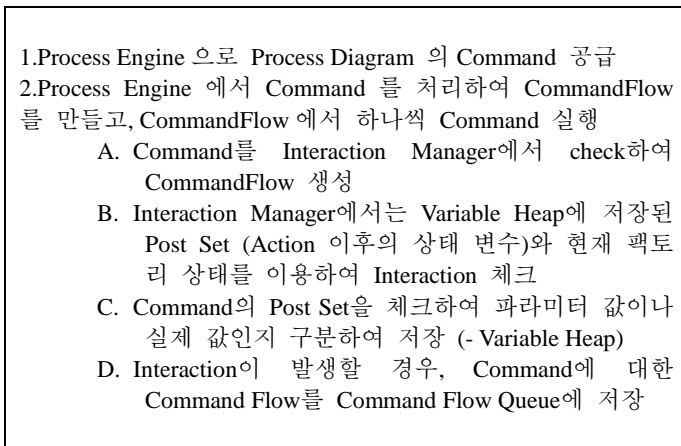 1.Process Engine 으로 Process Diagram 의 Command 공급
2.Process Engine 에서 Command 를 처리하여 CommandFlow
를 만들고, CommandFlow 에서 하나씩 Command 실행
A. Command를 Interaction Manager에서 check하여
CommandFlow 생성
B. Interaction Manager에서는 Variable Heap에 저장된
Post Set (Action 이후의 상태 변수)와 현재 팩토
리 상태를 이용하여 Interaction 체크
C. Command의 Post Set을 체크하여 파라미터 값이나
실제 값인지 구분하여 저장 (- Variable Heap)
D. Interaction이 발생할 경우, Command에 대한
Command Flow를 Command Flow Queue에 저장